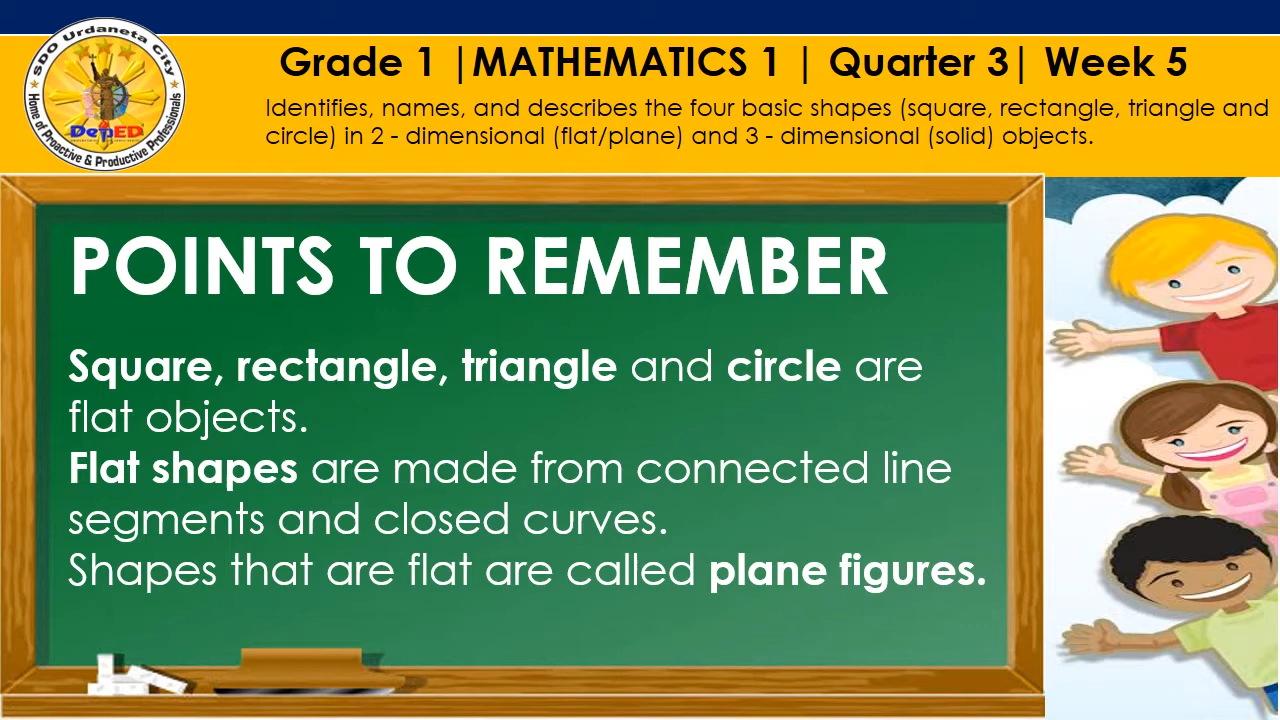 SDO Urdaneta City
Home of Proactive & Productive Professionals
DepED
Grade 1 |MATHEMATICS 1 | Quarter 3| Week 5
Identifies, names, and describes the four basic shapes (square, rectangle, triangle and
circle) in 2 - dimensional (flat/plane) and 3 - dimensional (solid) objects.
POINTS TO REMEMBER
Square, rectangle, triangle and circle are
flat objects.
Flat shapes are made from connected line
segments and closed curves.
Shapes that are flat are called plane figures.